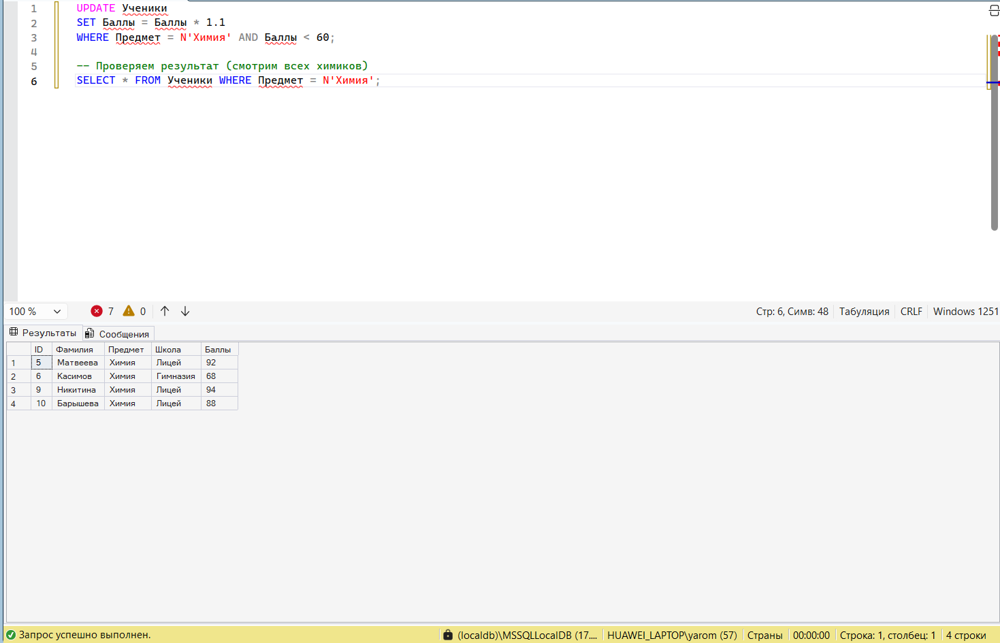 1 UPDATE Ученики
2 SET Баллы = Баллы * 1.1
3 WHERE Предмет = N'Химия' AND Баллы < 60;
4
5 -- Проверяем результат (смотрим всех химиков)
6 SELECT * FROM Ученики WHERE Предмет = N'Химия';
100 % 7 0 Стр: 6, Симв: 48 Табуляция CRLF Windows 1251
Результаты Сообщения
ID Фамилия Предмет Школа Баллы
1 5 Матвеева Химия Лицей 92
2 6 Касимов Химия Гимназия 68
3 9 Никитина Химия Лицей 94
4 10 Барышева Химия Лицей 88
Запрос успешно выполнен. (localdb)\MSSQLLocalDB (17.... HUAWEI_LAPTOP\yarom (57) Страны 00:00:00 Строка: 1, столбец: 1 4 строки